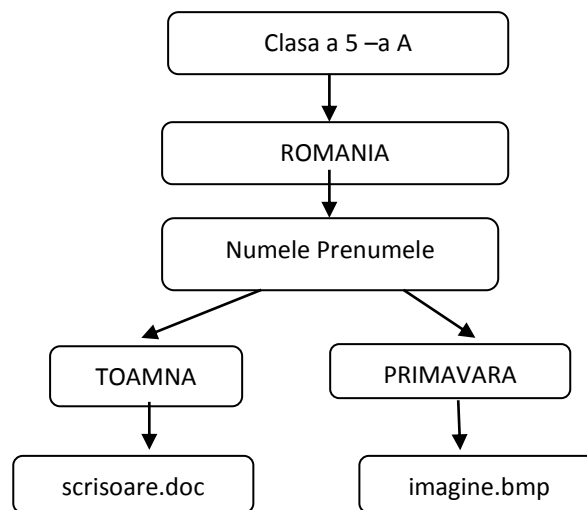 Clasa a 5 –a A
ROMANIA
Numele Prenumele
TOAMNA
PRIMAVARA
scrisoare.doc
imagine.bmp